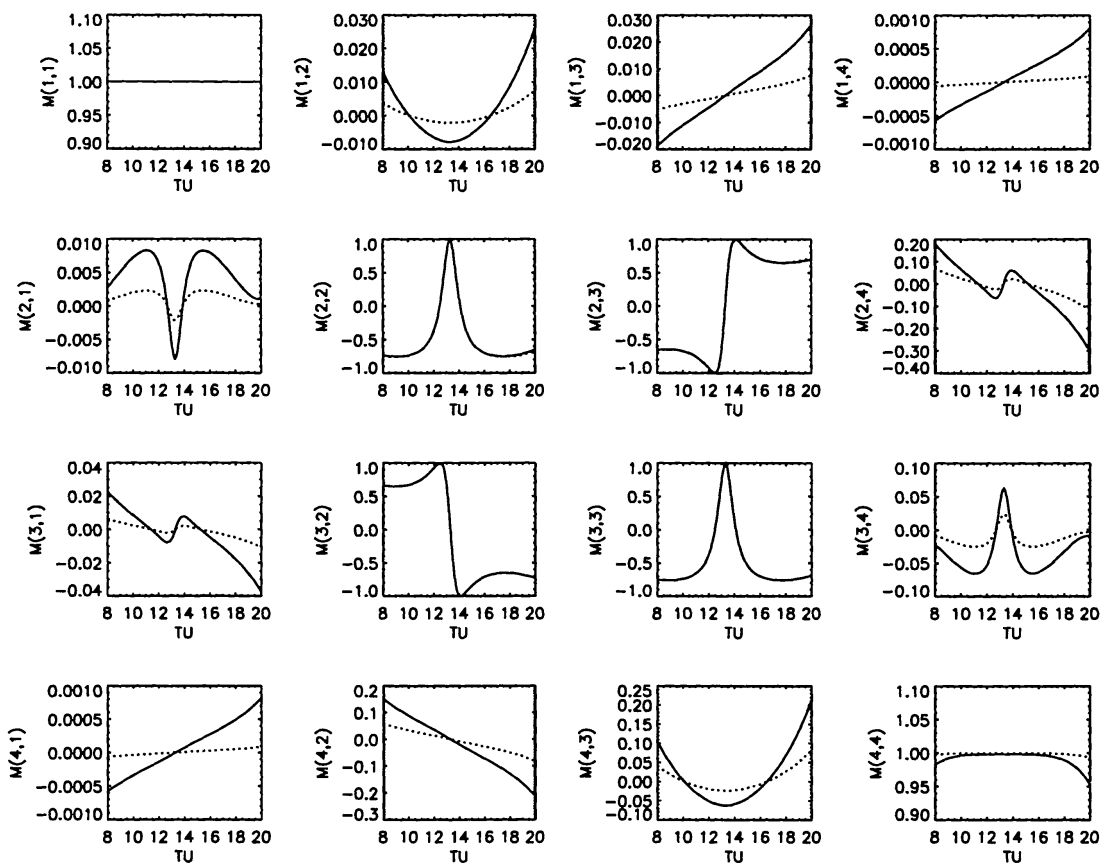 M(1,1)
1.10
1.05
1.00
0.95
0.90
8 10 12 14 16 18 20
TU
M(1,2)
0.030
0.020
0.010
0.000
-0.010
8 10 12 14 16 18 20
TU
M(1,3)
0.030
0.020
0.010
0.000
-0.010
-0.020
8 10 12 14 16 18 20
TU
M(1,4)
0.0010
0.0005
0.0000
-0.0005
-0.0010
8 10 12 14 16 18 20
TU
M(2,1)
0.010
0.005
0.000
-0.005
-0.010
8 10 12 14 16 18 20
TU
M(2,2)
1.0
0.5
0.0
-0.5
-1.0
8 10 12 14 16 18 20
TU
M(2,3)
1.0
0.5
0.0
-0.5
-1.0
8 10 12 14 16 18 20
TU
M(2,4)
0.20
0.10
0.00
-0.10
-0.20
-0.30
-0.40
8 10 12 14 16 18 20
TU
M(3,1)
0.04
0.02
0.00
-0.02
-0.04
8 10 12 14 16 18 20
TU
M(3,2)
1.0
0.5
0.0
-0.5
-1.0
8 10 12 14 16 18 20
TU
M(3,3)
1.0
0.5
0.0
-0.5
-1.0
8 10 12 14 16 18 20
TU
M(3,4)
0.10
0.05
0.00
-0.05
-0.10
8 10 12 14 16 18 20
TU
M(4,1)
0.0010
0.0005
0.0000
-0.0005
-0.0010
8 10 12 14 16 18 20
TU
M(4,2)
0.2
0.1
0.0
-0.1
-0.2
-0.3
8 10 12 14 16 18 20
TU
M(4,3)
0.25
0.20
0.15
0.10
0.05
0.00
-0.05
-0.10
8 10 12 14 16 18 20
TU
M(4,4)
1.10
1.05
1.00
0.95
0.90
8 10 12 14 16 18 20
TU